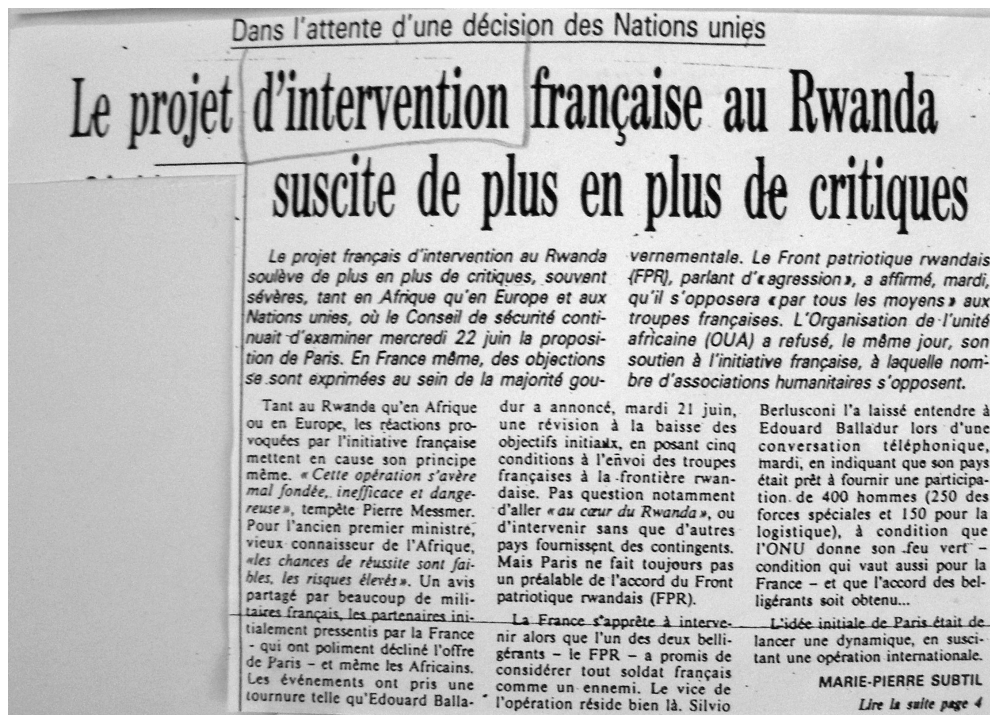 Dans l'attente d'une décision des Nations unies
Le projet d'intervention française au Rwanda
suscite de plus en plus de critiques
Le projet français d'intervention au Rwanda
soulève de plus en plus de critiques, souvent
sévères, tant en Afrique qu'en Europe et aux
Nations unies, où le Conseil de sécurité conti-
nuait d'examiner mercredi 22 juin la proposi-
tion de Paris. En France même, des objections
se sont exprimées au sein de la majorité gou-
vernementale. Le Front patriotique rwandais
(FPR), parlant d'« agression », a affirmé, mardi,
qu'il s'opposera « par tous les moyens » aux
troupes françaises. L'Organisation de l'unité
africaine (OUA) a refusé, le même jour, son
soutien à l'initiative française, à laquelle nom-
bre d'associations humanitaires s'opposent.
Tant au Rwanda qu'en Afrique
ou en Europe, les réactions pro-
voquées par l'initiative française
mettent en cause son principe
même. « Cette opération s'avère
mal fondée, inefficace et dange-
reuse », tempête Pierre Messmer.
Pour l'ancien premier ministre,
vieux connaisseur de l'Afrique,
«les chances de réussite sont fai-
bles, les risques élevés». Un avis
partagé par beaucoup de mili-
taires français, les partenaires ini-
tialement pressentis par la France
- qui ont poliment décliné l'offre
de Paris - et même les Africains.
Les événements ont pris une
tournure telle qu'Edouard Balla-
dur a annoncé, mardi 21 juin,
une révision à la baisse des
objectifs initiaux, en posant cinq
conditions à l'envoi des troupes
françaises à la frontière rwan-
daise. Pas question notamment
d'aller « au cœur du Rwanda », ou
d'intervenir sans que d'autres
pays fournissent des contingents.
Mais Paris ne fait toujours pas
un préalable de l'accord du Front
patriotique rwandais (FPR).
La France s'apprête à interve-
nir alors que l'un des deux belli-
gérants - le FPR - a promis de
considérer tout soldat français
comme un ennemi. Le vice de
l'opération réside bien là. Silvio
Berlusconi l'a laissé entendre à
Edouard Balladur lors d'une
conversation téléphonique,
mardi, en indiquant que son pays
était prêt à fournir une participa-
tion de 400 hommes (250 des
forces spéciales et 150 pour la
logistique), à condition que
l'ONU donne son feu vert -
condition qui vaut aussi pour la
France - et que l'accord des bel-
ligérants soit obtenu...
L'idée initiale de Paris était de
lancer une dynamique, en susci-
tant une opération internationale.
MARIE-PIERRE SUBTIL
Lire la suite page 4